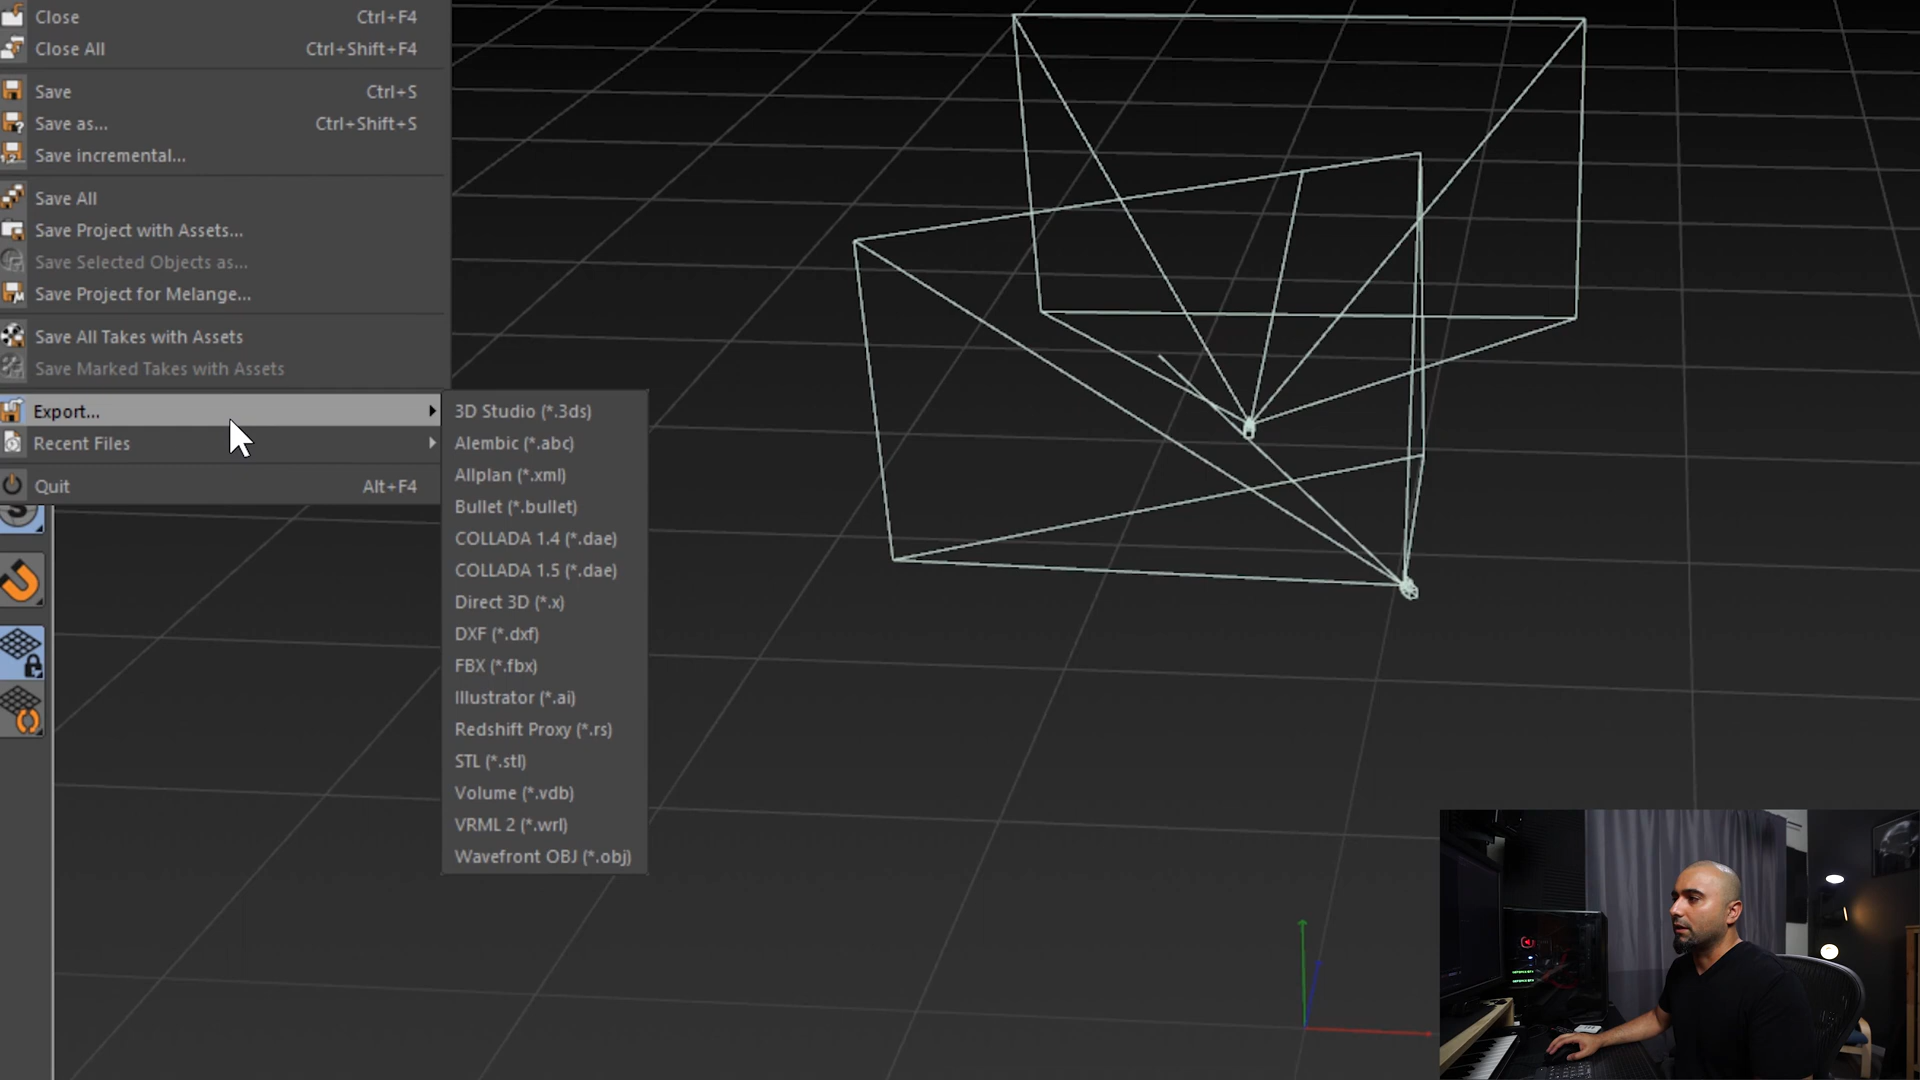 Close Ctrl+F4
Close All Ctrl+Shift+F4
Save Ctrl+S
Save as... Ctrl+Shift+S
Save incremental...
Save All
Save Project with Assets...
Save Selected Objects as...
Save Project for Melange...
Save All Takes with Assets
Save Marked Takes with Assets
Export...
Recent Files
Quit Alt+F4
3D Studio (*.3ds)
Alembic (*.abc)
Allplan (*.xml)
Bullet (*.bullet)
COLLADA 1.4 (*.dae)
COLLADA 1.5 (*.dae)
Direct 3D (*.x)
DXF (*.dxf)
FBX (*.fbx)
Illustrator (*.ai)
Redshift Proxy (*.rs)
STL (*.stl)
Volume (*.vdb)
VRML 2 (*.wrl)
Wavefront OBJ (*.obj)